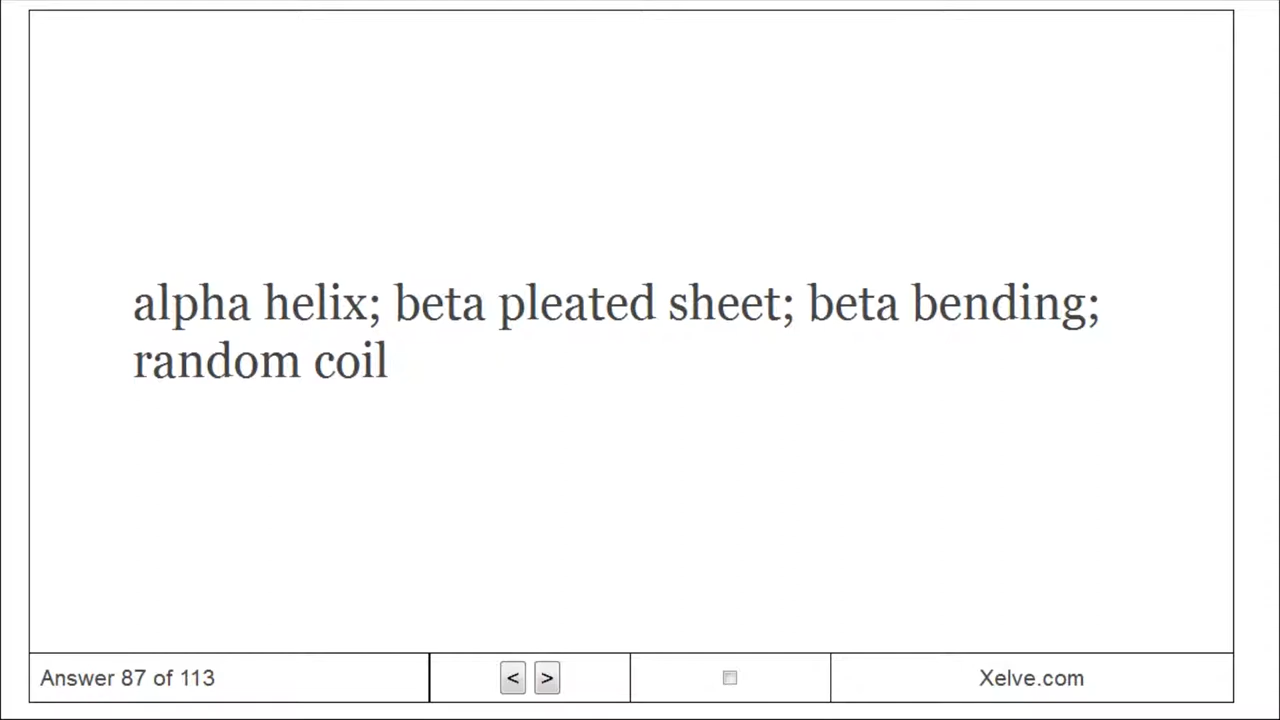 alpha helix; beta pleated sheet; beta bending;
random coil
Answer 87 of 113
< >
Xelve.com